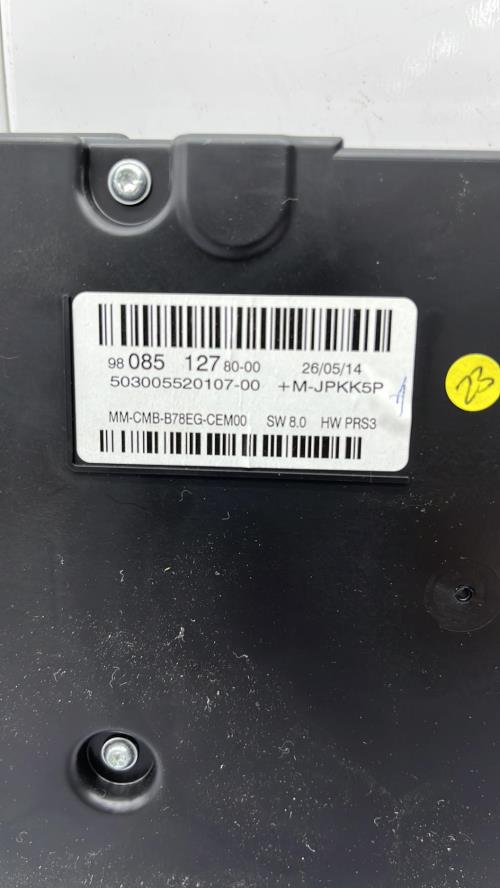 98 085 127 80-00 26/05/14
503005520107-00 +M-JPKK5P
MM-CMB-B78EG-CEM00 SW 8.0 HW PRS3
23